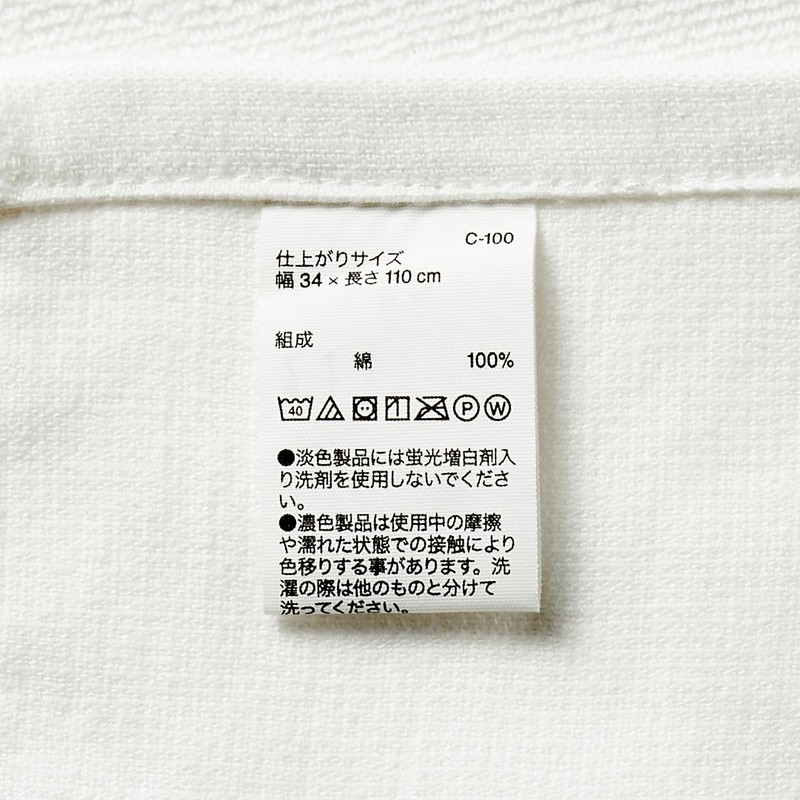 C-100
仕上がりサイズ
幅 34 × 長さ 110 cm
組成
綿 100%
40 P W
●淡色製品には蛍光増白剤入
り洗剤を使用しないでくださ
い。
●濃色製品は使用中の摩擦
や濡れた状態での接触により
色移りする事があります。洗
濯の際は他のものと分けて
洗ってください。